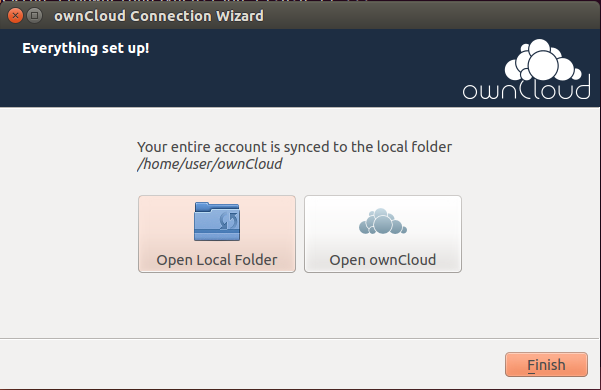 ownCloud Connection Wizard
Everything set up!
ownCloud
Your entire account is synced to the local folder
/home/user/ownCloud
Open Local Folder
Open ownCloud
Finish